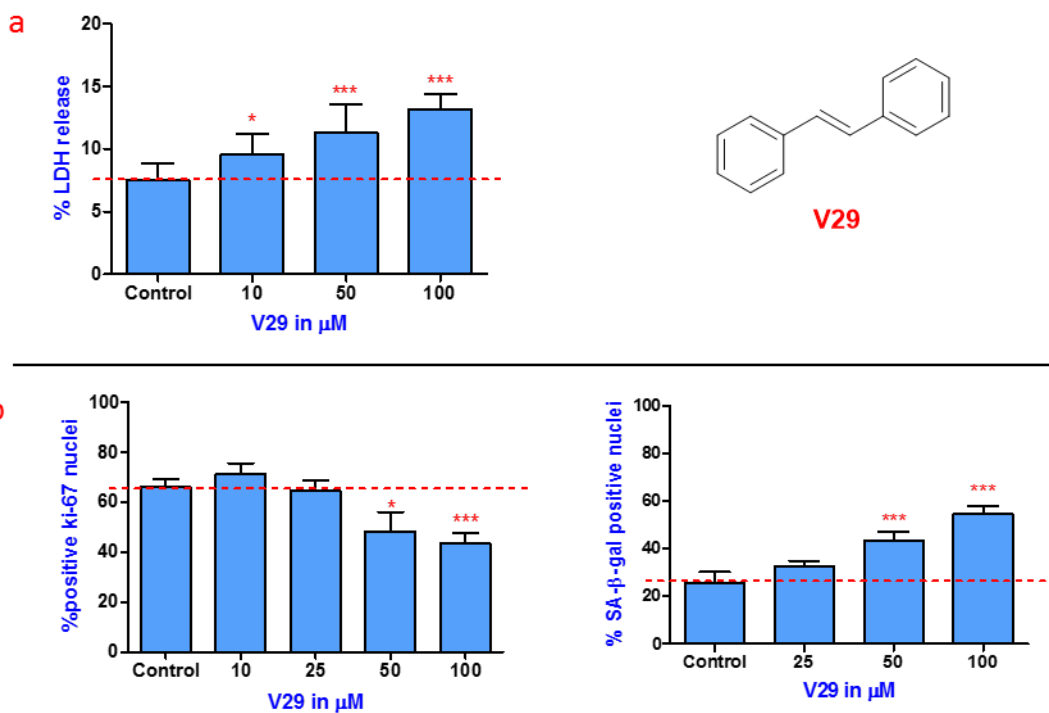 a
% LDH release
20
15
10
5
0
*
***
***
Control 10 50 100
V29 in μM
V29
%positive ki-67 nuclei
100
80
60
40
20
0
*
***
Control 10 25 50 100
V29 in μM
% SA-β-gal positive nuclei
100
80
60
40
20
0
***
***
Control 25 50 100
V29 in μM